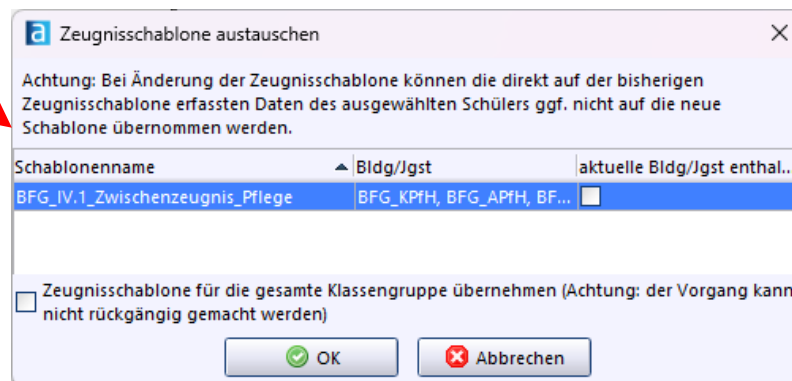 Zeugnisschablone austauschen
Achtung: Bei Änderung der Zeugnisschablone können die direkt auf der bisherigen
Zeugnisschablone erfassten Daten des ausgewählten Schülers ggf. nicht auf die neue
Schablone übernommen werden.
Schablonenname Bldg/Jgst aktuelle Bldg/Jgst enthal...
BFG_IV.1_Zwischenzeugnis_Pflege BFG_KPfH, BFG_APfH, BF...
Zeugnisschablone für die gesamte Klassengruppe übernehmen (Achtung: der Vorgang kann
nicht rückgängig gemacht werden)
OK Abbrechen